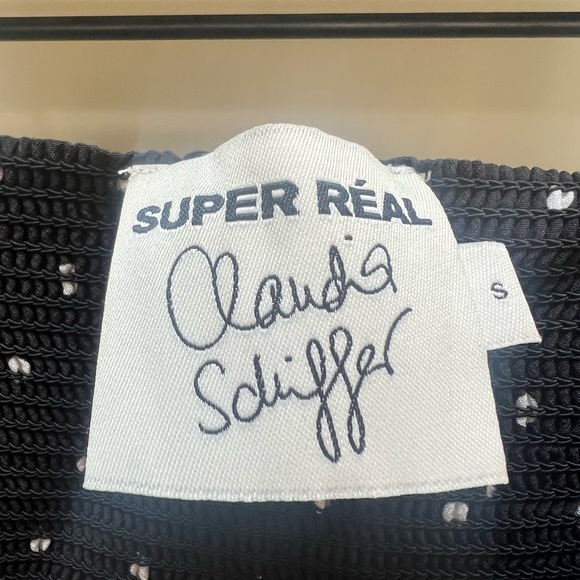 SUPER RÉAL
Claudia
Schiffer
S